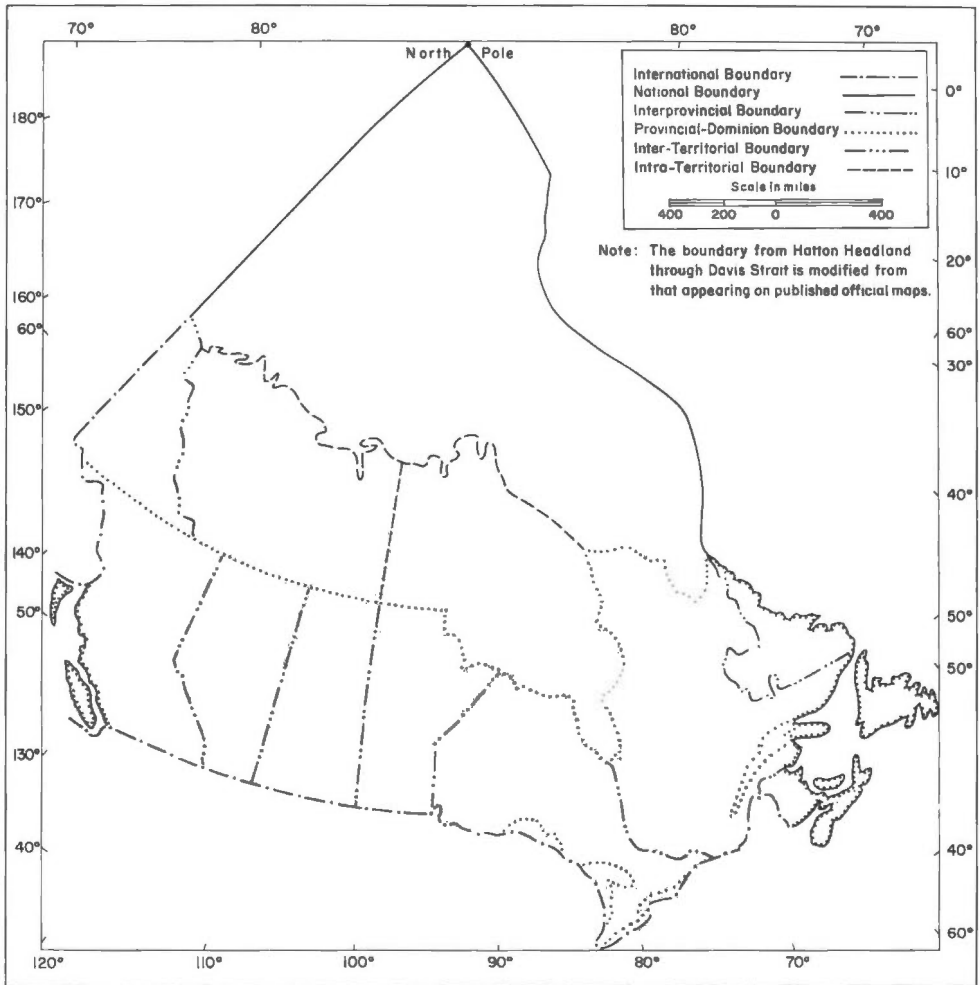 70° 80° 80° 70°
North Pole
International Boundary
National Boundary
Interprovincial Boundary
Provincial-Dominion Boundary
Inter-Territorial Boundary
Intra-Territorial Boundary
Scale in miles
400 200 0 400
Note: The boundary from Hatton Headland
through Davis Strait is modified from
that appearing on published official maps.
180°
170°
160°
60°
150°
140°
50°
130°
40°
0°
10°
20°
60°
30°
40°
50°
50°
40°
60°
120° 110° 100° 90° 80° 70°